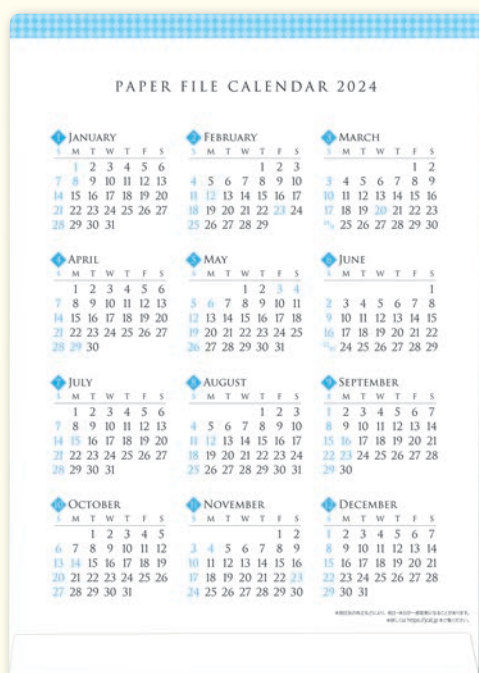 PAPER FILE CALENDAR 2024
1 JANUARY
S M T W T F S
1 2 3 4 5 6
7 8 9 10 11 12 13
14 15 16 17 18 19 20
21 22 23 24 25 26 27
28 29 30 31
2 FEBRUARY
S M T W T F S
1 2 3
4 5 6 7 8 9 10
11 12 13 14 15 16 17
18 19 20 21 22 23 24
25 26 27 28 29
3 MARCH
S M T W T F S
1 2
3 4 5 6 7 8 9
10 11 12 13 14 15 16
17 18 19 20 21 22 23
24/31 25 26 27 28 29 30
4 APRIL
S M T W T F S
1 2 3 4 5 6
7 8 9 10 11 12 13
14 15 16 17 18 19 20
21 22 23 24 25 26 27
28 29 30
5 MAY
S M T W T F S
1 2 3 4
5 6 7 8 9 10 11
12 13 14 15 16 17 18
19 20 21 22 23 24 25
26 27 28 29 30 31
6 JUNE
S M T W T F S
1
2 3 4 5 6 7 8
9 10 11 12 13 14 15
16 17 18 19 20 21 22
23/30 24 25 26 27 28 29
7 JULY
S M T W T F S
1 2 3 4 5 6
7 8 9 10 11 12 13
14 15 16 17 18 19 20
21 22 23 24 25 26 27
28 29 30 31
8 AUGUST
S M T W T F S
1 2 3
4 5 6 7 8 9 10
11 12 13 14 15 16 17
18 19 20 21 22 23 24
25 26 27 28 29 30 31
9 SEPTEMBER
S M T W T F S
1 2 3 4 5 6 7
8 9 10 11 12 13 14
15 16 17 18 19 20 21
22 23 24 25 26 27 28
29 30
10 OCTOBER
S M T W T F S
1 2 3 4 5
6 7 8 9 10 11 12
13 14 15 16 17 18 19
20 21 22 23 24 25 26
27 28 29 30 31
11 NOVEMBER
S M T W T F S
1 2
3 4 5 6 7 8 9
10 11 12 13 14 15 16
17 18 19 20 21 22 23
24 25 26 27 28 29 30
12 DECEMBER
S M T W T F S
1 2 3 4 5 6 7
8 9 10 11 12 13 14
15 16 17 18 19 20 21
22 23 24 25 26 27 28
29 30 31